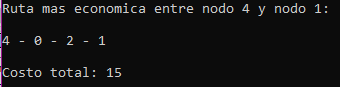 Ruta mas economica entre nodo 4 y nodo 1:
4 - 0 - 2 - 1
Costo total: 15